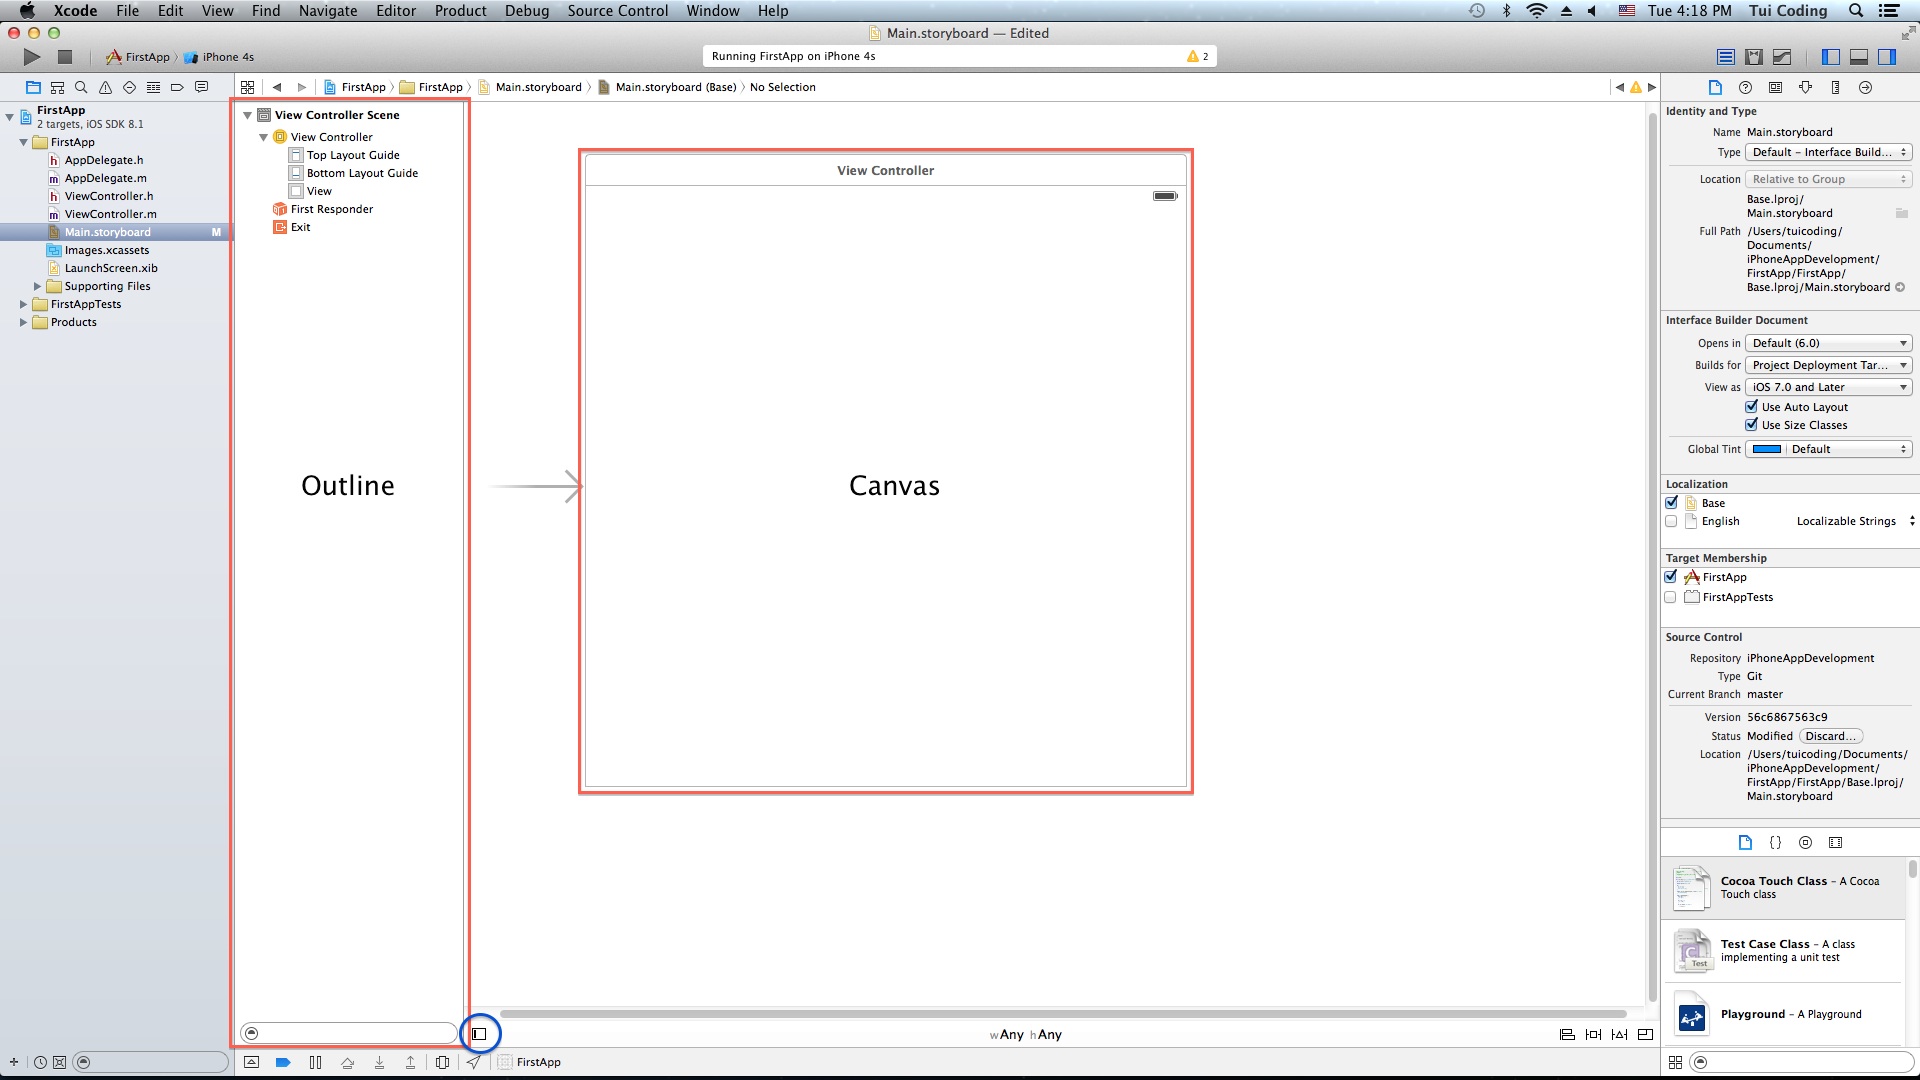 Xcode File Edit View Find Navigate Editor Product Debug Source Control Window Help Tue 4:18 PM Tui Coding
Main.storyboard — Edited
FirstApp iPhone 4s
Running FirstApp on iPhone 4s 2
FirstApp FirstApp Main.storyboard Main.storyboard (Base) No Selection
FirstApp
2 targets, iOS SDK 8.1
FirstApp
AppDelegate.h
AppDelegate.m
ViewController.h
ViewController.m
Main.storyboard M
Images.xcassets
LaunchScreen.xib
Supporting Files
FirstAppTests
Products
View Controller Scene
View Controller
Top Layout Guide
Bottom Layout Guide
View
First Responder
Exit
Outline
View Controller
Canvas
wAny hAny
FirstApp
Identity and Type
Name Main.storyboard
Type Default - Interface Build...
Location Relative to Group
Base.lproj/
Main.storyboard
Full Path /Users/tuicoding/
Documents/
iPhoneAppDevelopment/
FirstApp/FirstApp/
Base.lproj/Main.storyboard
Interface Builder Document
Opens in Default (6.0)
Builds for Project Deployment Tar...
View as iOS 7.0 and Later
Use Auto Layout
Use Size Classes
Global Tint Default
Localization
Base
English Localizable Strings
Target Membership
FirstApp
FirstAppTests
Source Control
Repository iPhoneAppDevelopment
Type Git
Current Branch master
Version 56c6867563c9
Status Modified Discard...
Location /Users/tuicoding/Documents/
iPhoneAppDevelopment/
FirstApp/FirstApp/Base.lproj/
Main.storyboard
{}
Cocoa Touch Class - A Cocoa
Touch class
Test
Test Case Class - A class
implementing a unit test
Playground - A Playground